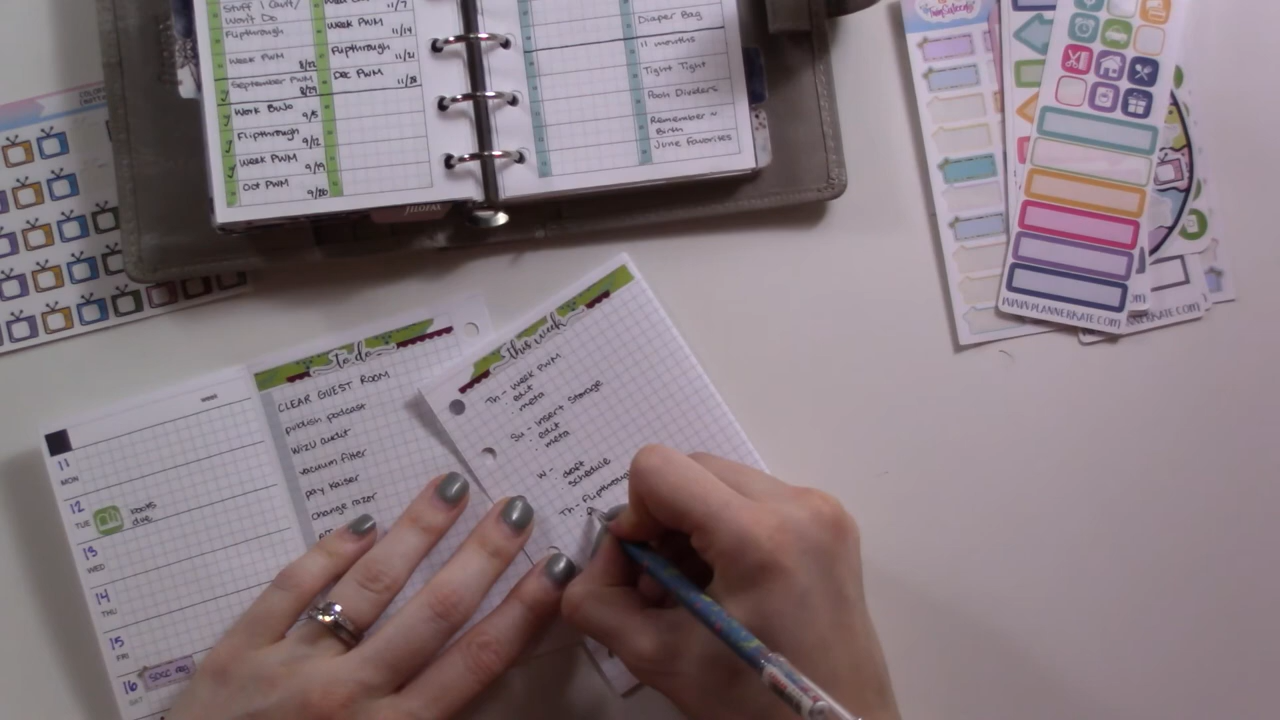 Stuff I Can't/
Won't Do
Flipthrough
Week PWM 8/22
September PWM 8/29
Work BuJo 9/5
Flipthrough 9/12
Week PWM 9/19
Oct PWM 9/26
11/7
Week PWM 11/14
Flipthrough 11/21
Dec PWM 11/28
Diaper Bag
11 months
Tight Tight
Pooh Dividers
Remember ~
Birth
June Favorites
FILOFAX
WWW.PLANNERKATE.COM
to do
CLEAR GUEST ROOM
publish podcast
WIZU audit
vacuum filter
pay Kaiser
change razor
this week
Th - Week PWM
: edit
: meta
Su - Insert Storage
: edit
: meta
W - : draft
schedule
Th - Flipthrough
week
11
MON
12
TUE
books
due
13
WED
14
THU
15
FRI
16
SAT